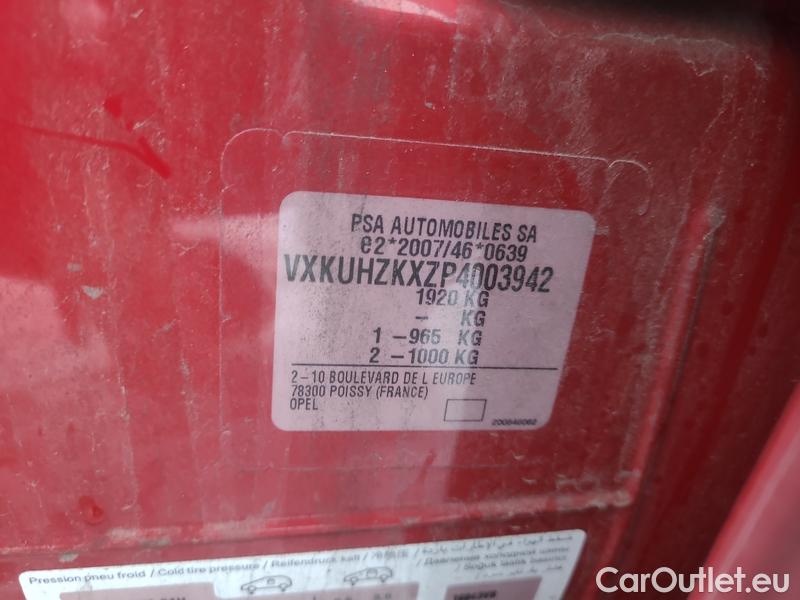 PSA AUTOMOBILES SA
e2*2007/46*0639
VXKUHZKXZP4003942
1920 KG
- KG
1 -965 KG
2 -1000 KG
2-10 BOULEVARD DE L EUROPE
78300 POISSY (FRANCE)
OPEL
Pression pneu froid / Cold tire pressure / Reifendruck kalt /
CarOutlet.eu